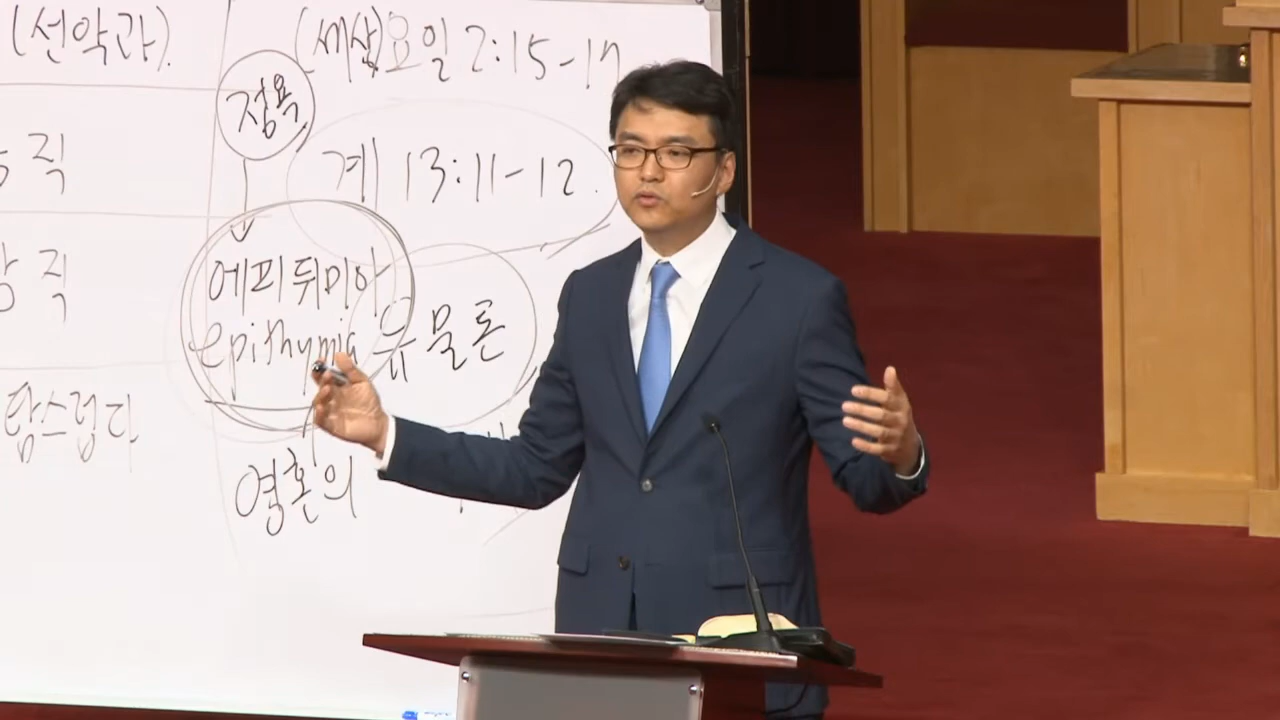 (선악과).
(세상)요일 2:15-17
정욕
계 13:11-12.
직
직
에피튀미아
epithymia 유물론
탐스럽다
영혼의